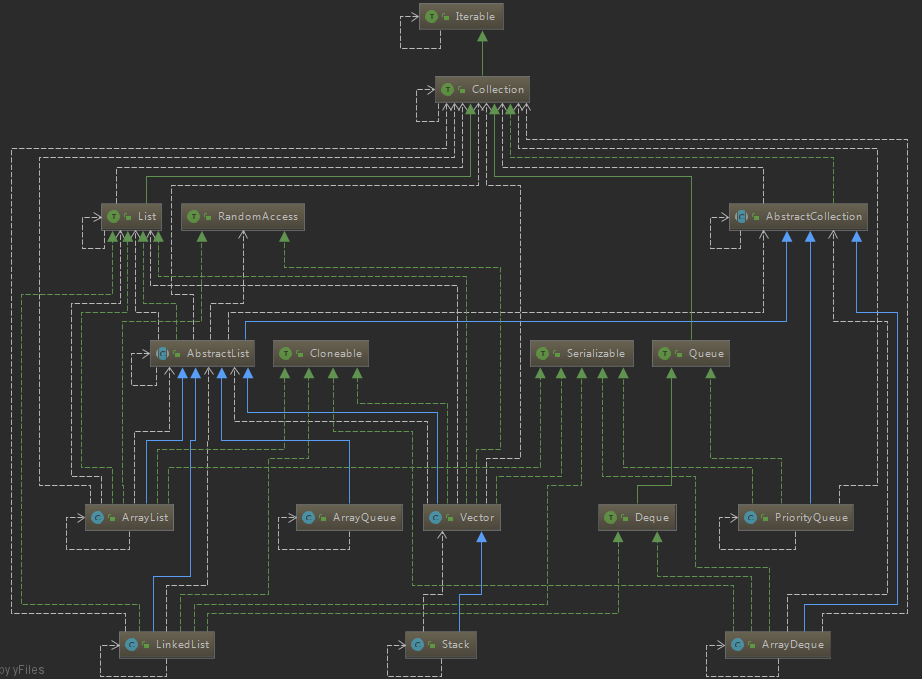 Iterable
Collection
List
RandomAccess
AbstractCollection
AbstractList
Cloneable
Serializable
Queue
ArrayList
ArrayQueue
Vector
Deque
PriorityQueue
LinkedList
Stack
ArrayDeque
by yFiles